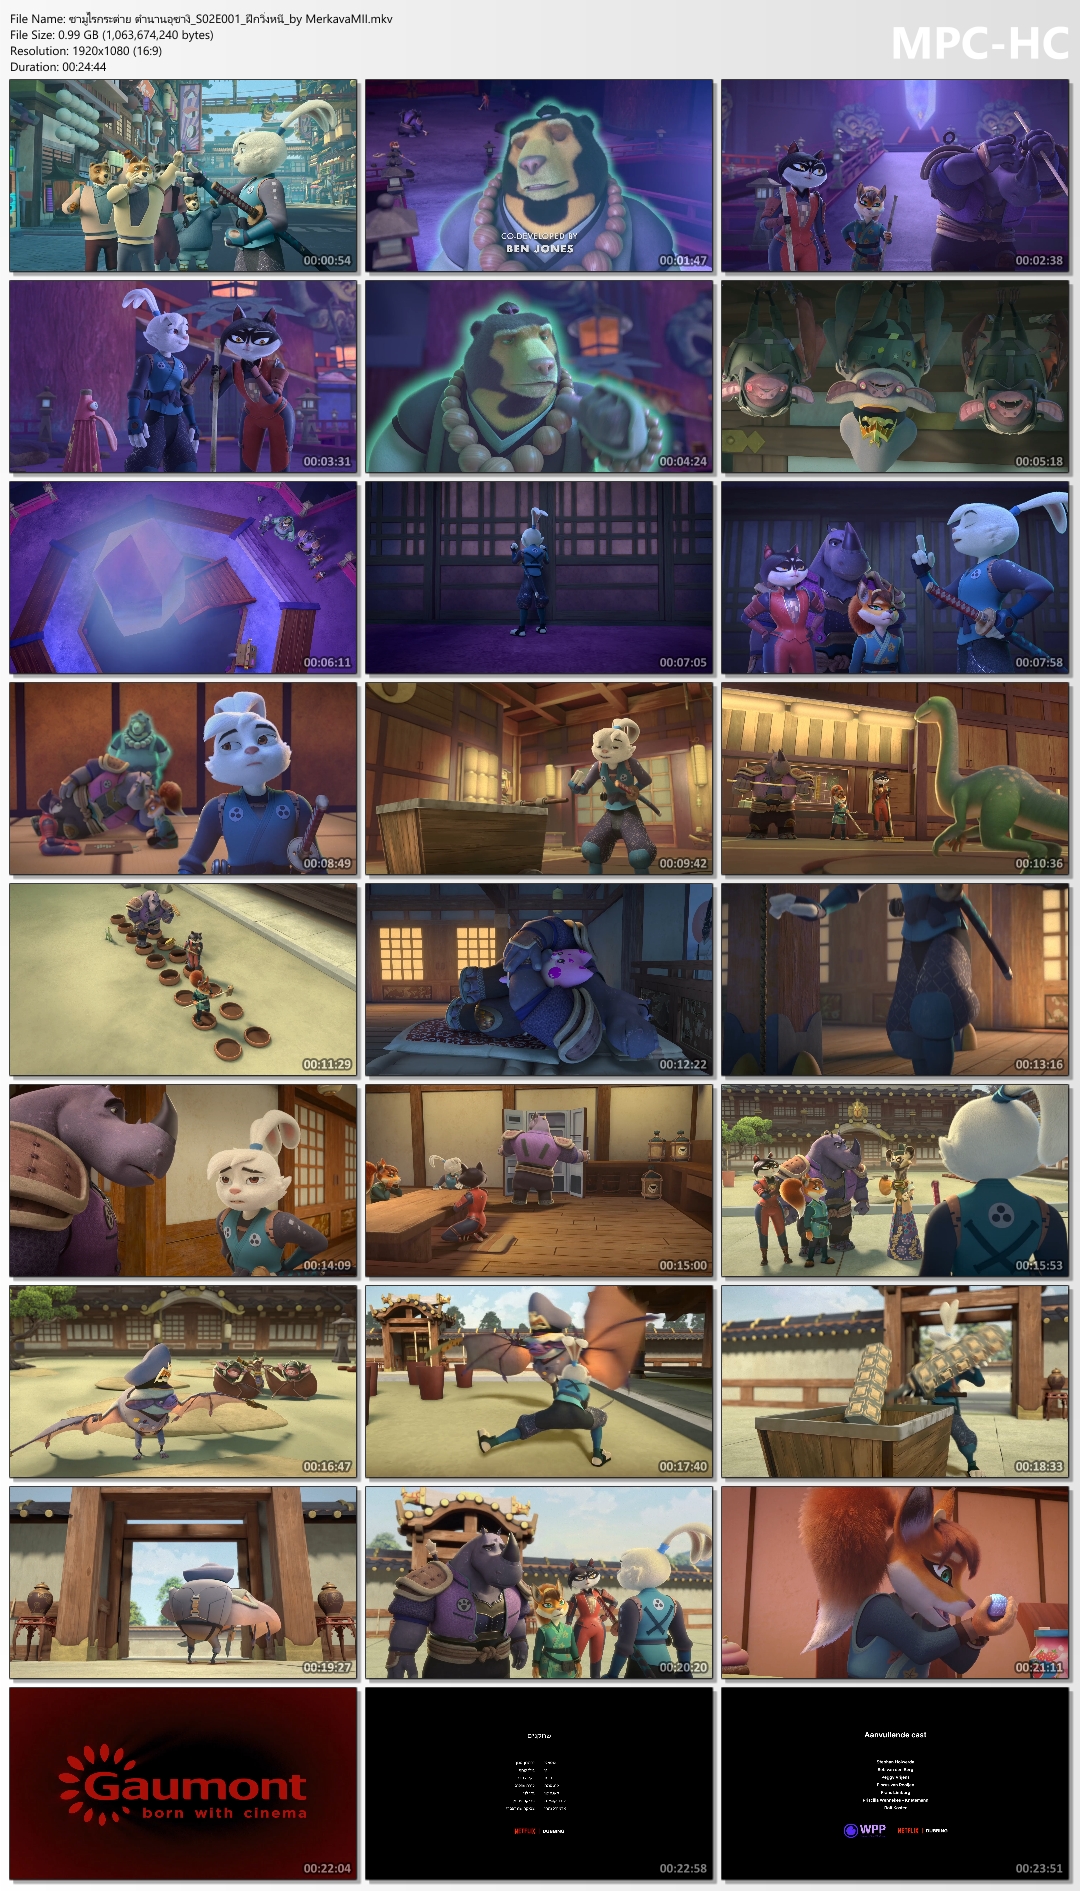 File Name: ซามูไรกระต่าย ตำนานอุซางิ_S02E001_ฝึกวิ่งหนี_by MerkavaMII.mkv
File Size: 0.99 GB (1,063,674,240 bytes)
Resolution: 1920x1080 (16:9)
Duration: 00:24:44
MPC-HC
00:00:54
CO-DEVELOPED BY
BEN JONES
00:01:47
00:02:38
00:03:31
00:04:24
00:05:18
00:06:11
00:07:05
00:07:58
00:08:49
00:09:42
00:10:36
00:11:29
00:12:22
00:13:16
00:14:09
00:15:00
00:15:53
00:16:47
00:17:40
00:18:33
00:19:27
00:20:20
00:21:11
Gaumont
born with cinema
00:22:04
שחקנים
NETFLIX | DUBBING
00:22:58
Aanvullende cast
WPP NETFLIX | DUBBING
00:23:51